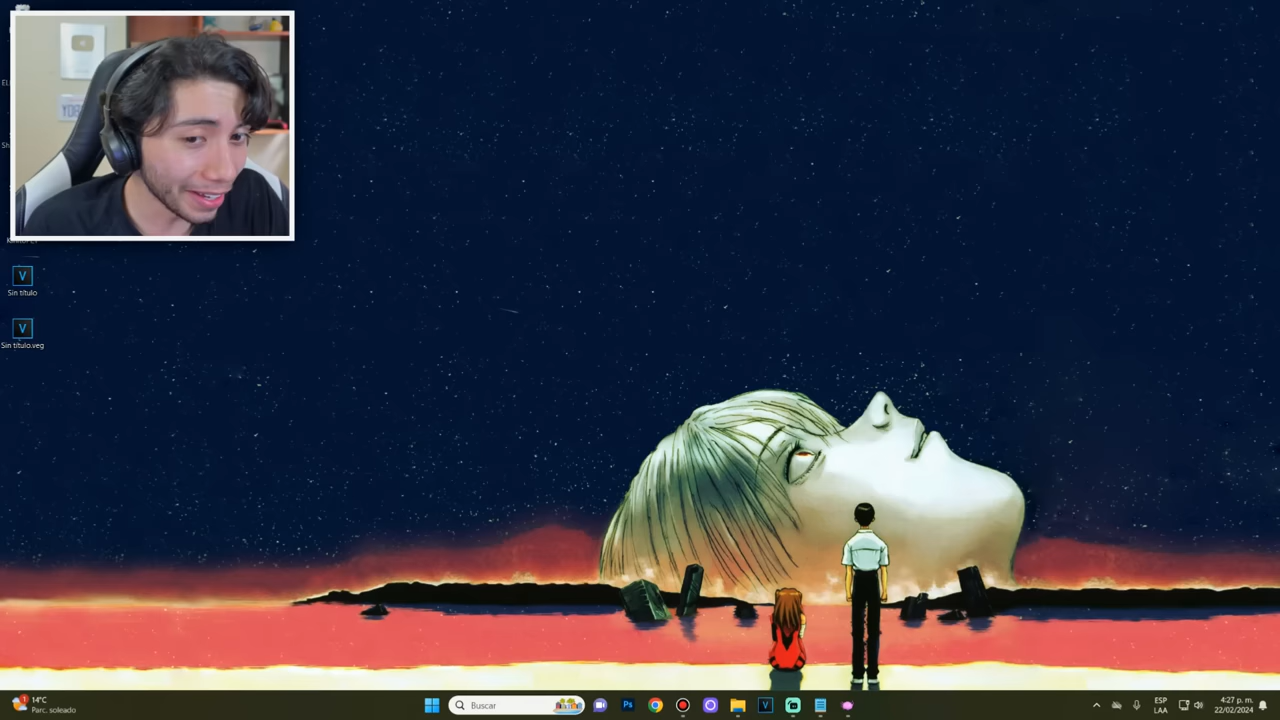 Sin título
Sin título.veg
14°C
Parc. soleado
Buscar
ESP
LAA
4:27 p. m.
22/02/2024